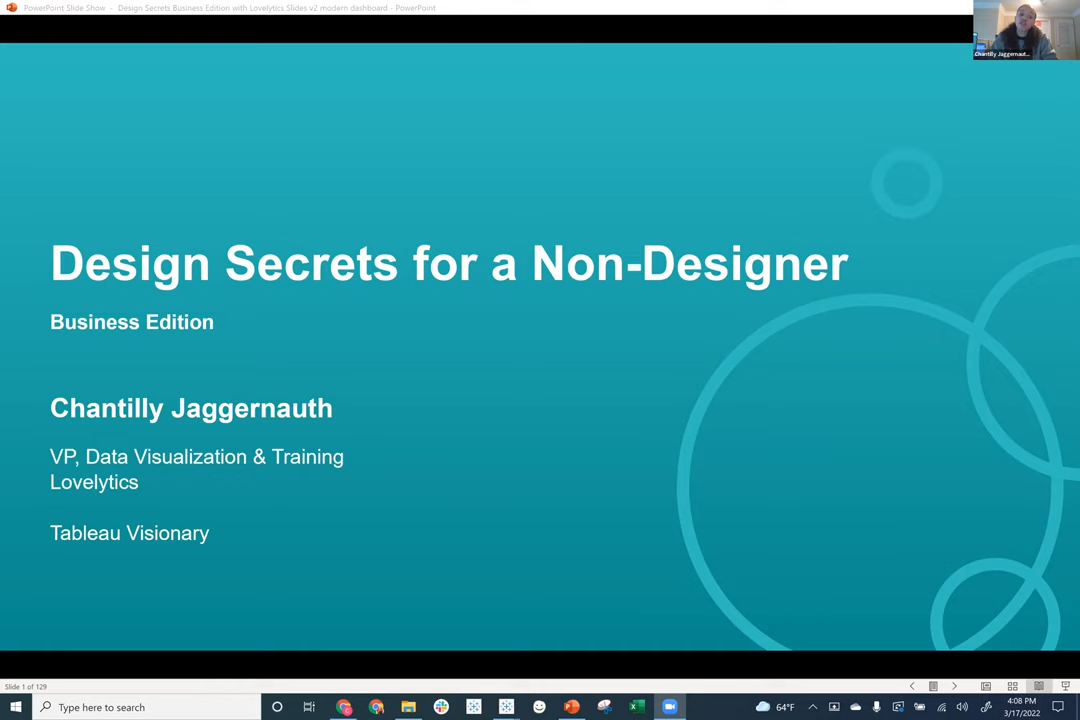 PowerPoint Slide Show - Design Secrets Business Edition with Lovelytics Slides v2 modern dashboard - PowerPoint
Chantilly Jaggernaut...
Design Secrets for a Non-Designer
Business Edition
Chantilly Jaggernauth
VP, Data Visualization & Training
Lovelytics
Tableau Visionary
Slide 1 of 129
Type here to search
64°F
4:08 PM
3/17/2022